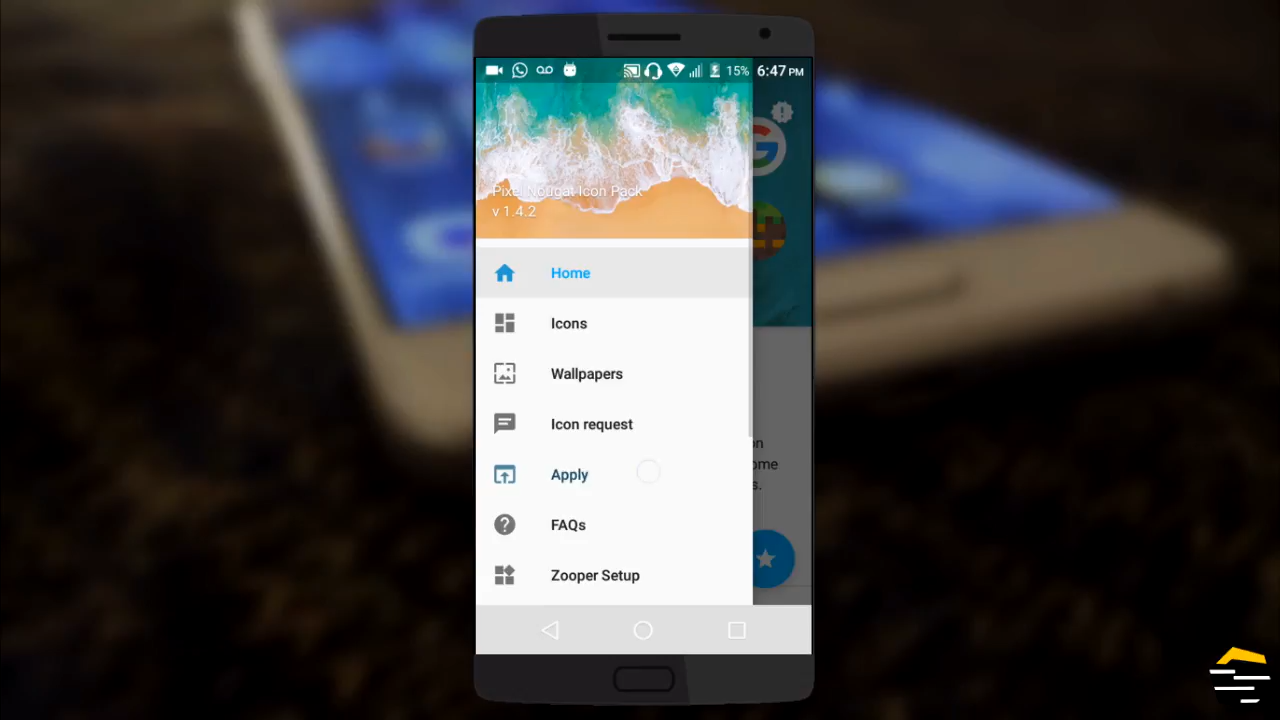 15% 6:47 PM
Pixel Nougat Icon Pack
v 1.4.2
Home
Icons
Wallpapers
Icon request
Apply
FAQs
Zooper Setup